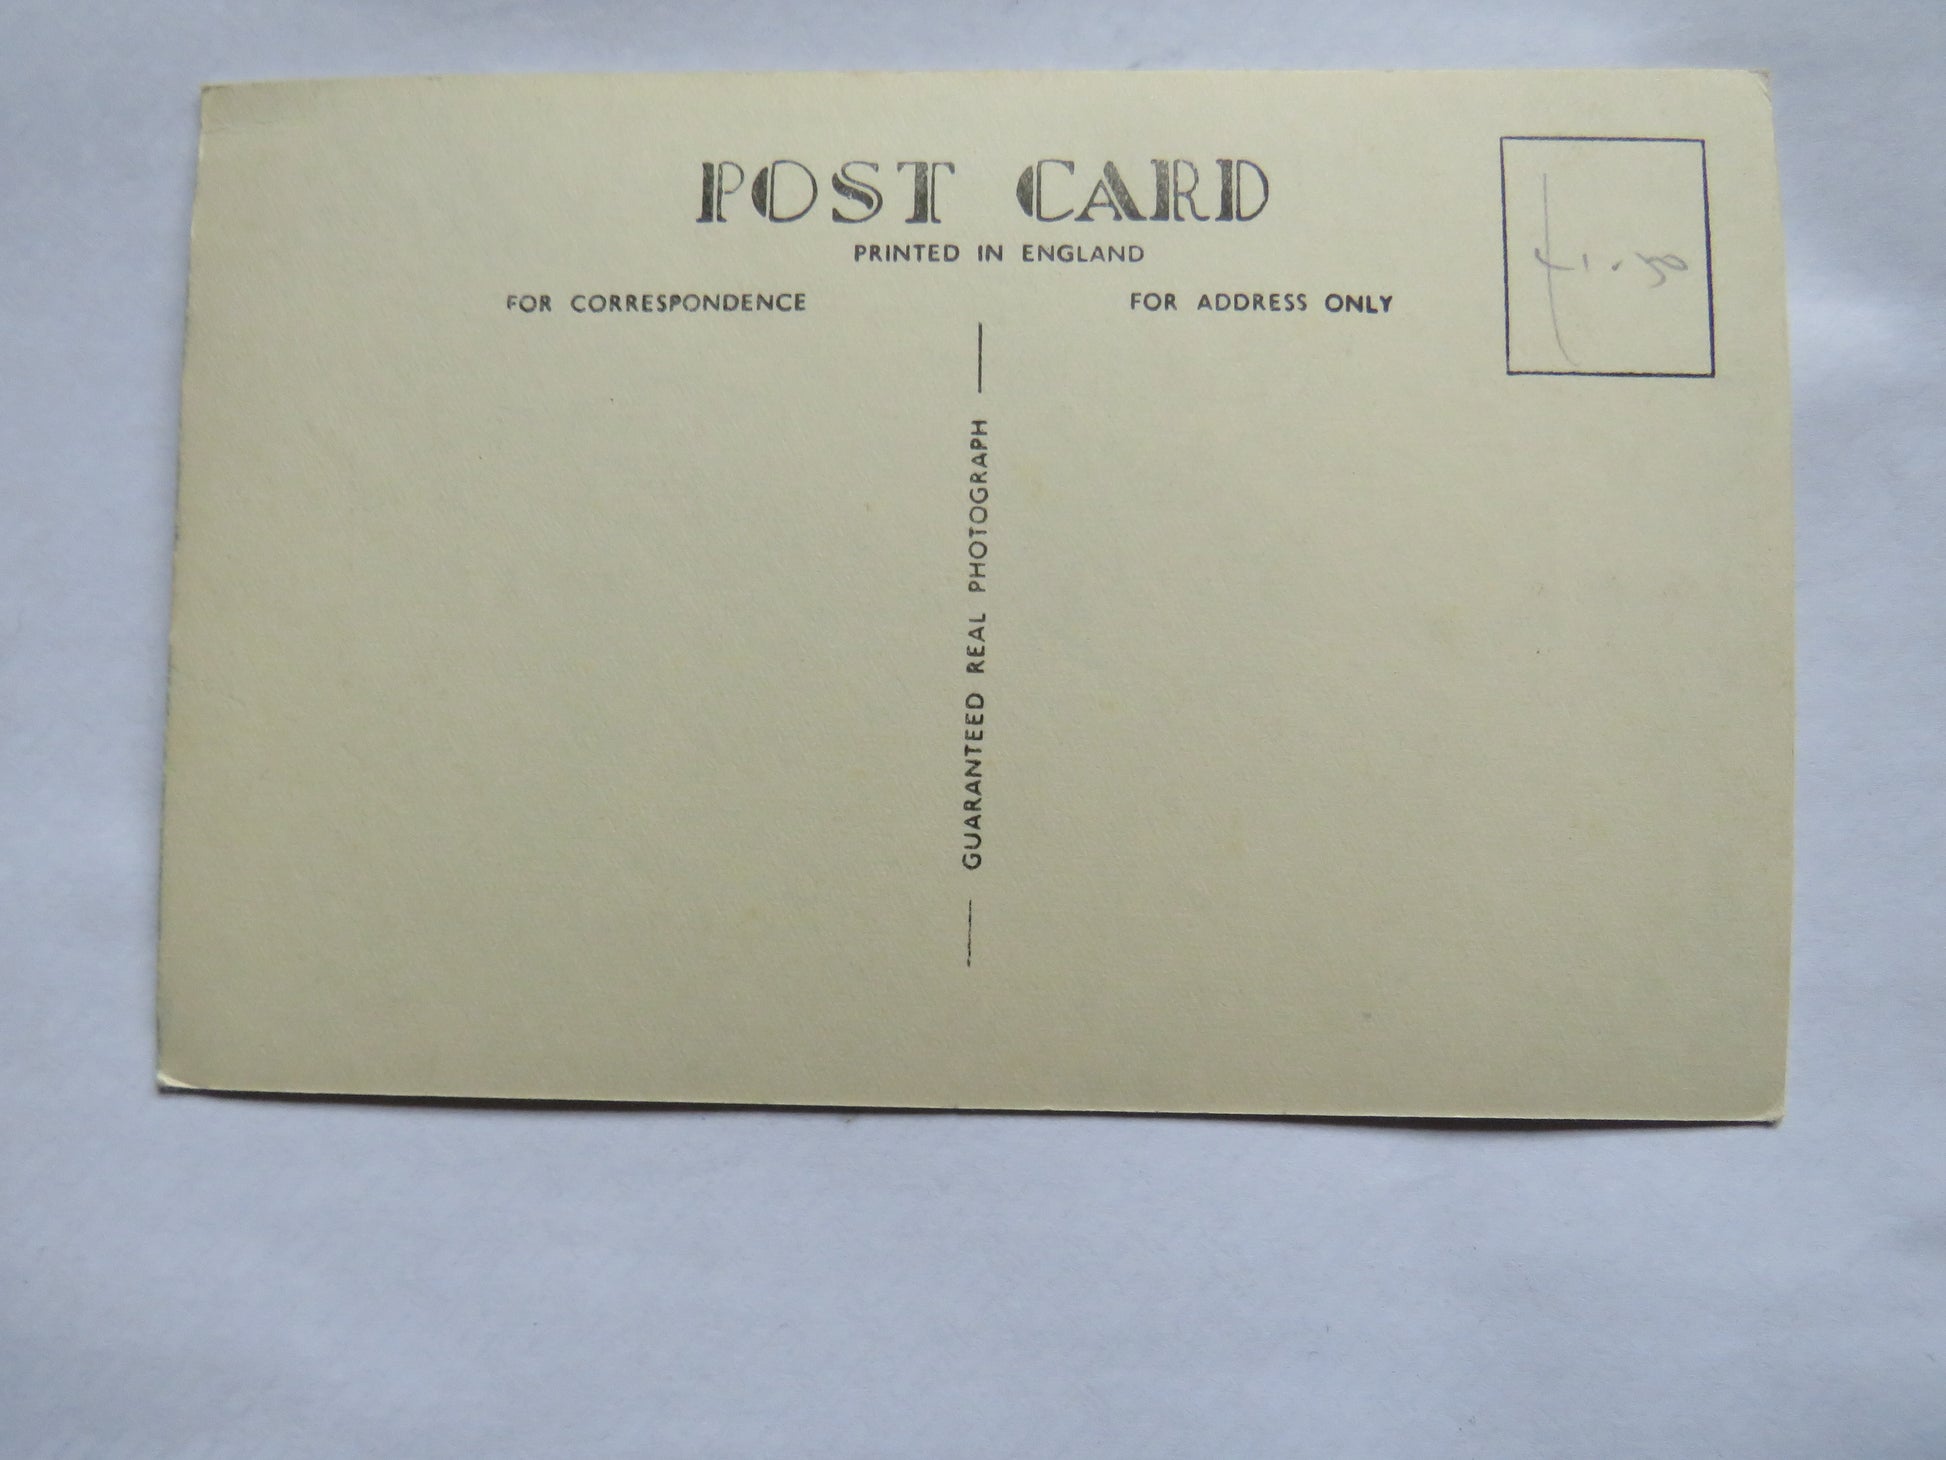 POST CARD
PRINTED IN ENGLAND
FOR CORRESPONDENCE
FOR ADDRESS ONLY
£1.50
GUARANTEED REAL PHOTOGRAPH